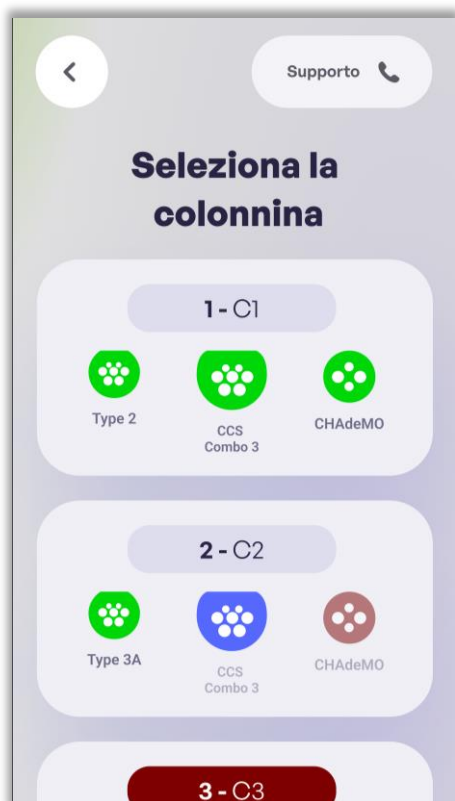 Supporto
Seleziona la
colonnina
1 - C1
Type 2
CCS
Combo 3
CHAdeMO
2 - C2
Type 3A
CCS
Combo 3
CHAdeMO
3 - C3